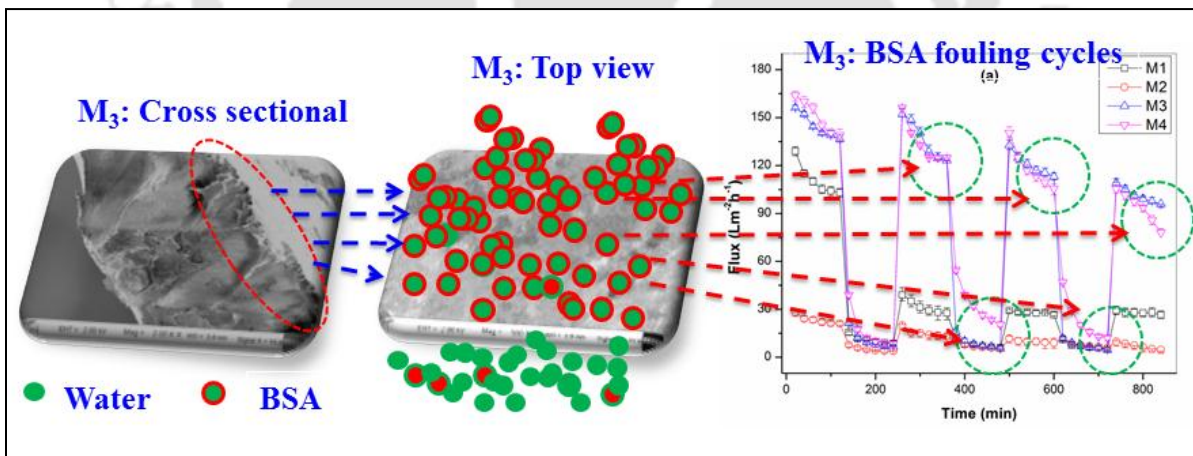 M₃: Cross sectional
M₃: Top view
M₃: BSA fouling cycles
(a)
M1
M2
M3
M4
180
150
120
90
60
30
0
Flux (Lm⁻²h⁻¹)
0 200 400 600 800
Time (min)
Water
BSA